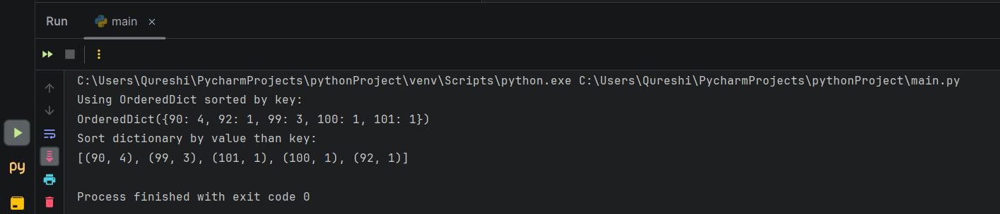 Run main ×
C:\Users\Qureshi\PycharmProjects\pythonProject\venv\Scripts\python.exe C:\Users\Qureshi\PycharmProjects\pythonProject\main.py
Using OrderedDict sorted by key:
OrderedDict({90: 4, 92: 1, 99: 3, 100: 1, 101: 1})
Sort dictionary by value than key:
[(90, 4), (99, 3), (101, 1), (100, 1), (92, 1)]
py
Process finished with exit code 0